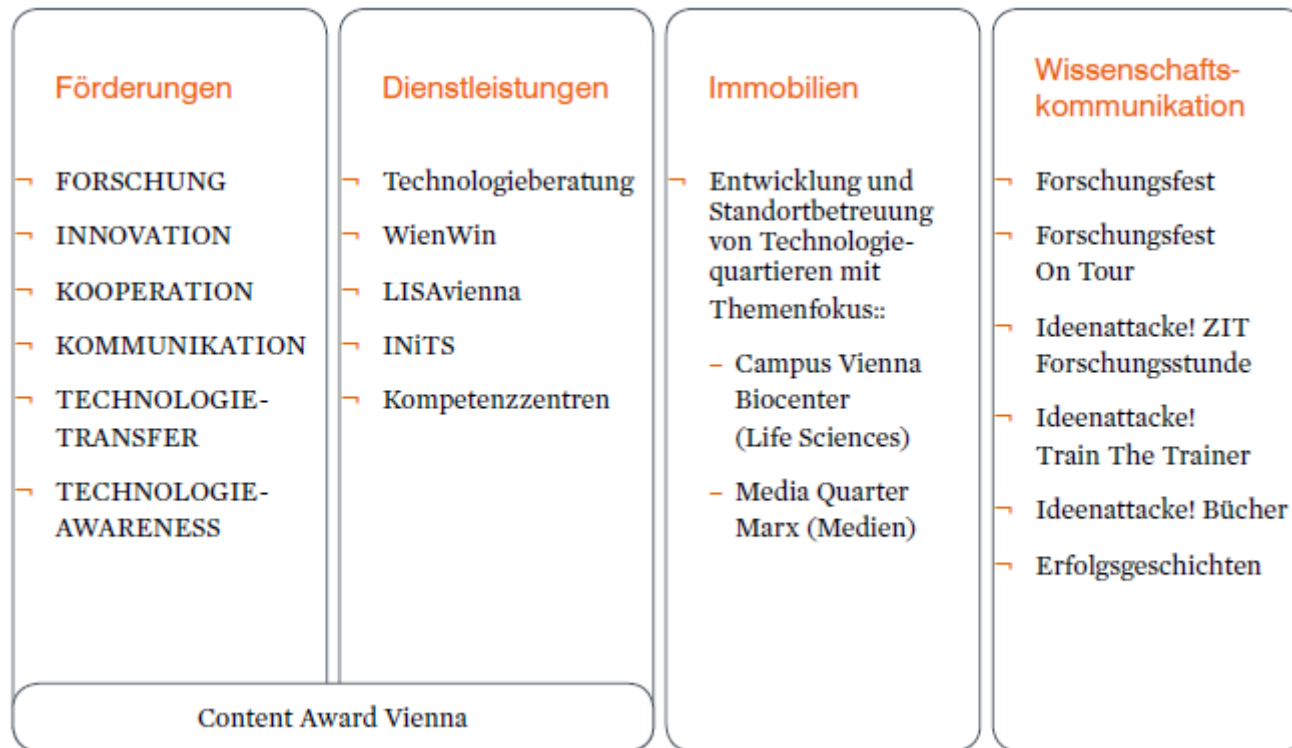 Förderungen
FORSCHUNG
INNOVATION
KOOPERATION
KOMMUNIKATION
TECHNOLOGIE-
TRANSFER
TECHNOLOGIE-
AWARENESS
Dienstleistungen
Technologieberatung
WienWin
LISAvienna
INiTS
Kompetenzzentren
Content Award Vienna
Immobilien
Entwicklung und
Standortbetreuung
von Technologie-
quartieren mit
Themenfokus::
– Campus Vienna
Biocenter
(Life Sciences)
– Media Quarter
Marx (Medien)
Wissenschafts-
kommunikation
Forschungsfest
Forschungsfest
On Tour
Ideenattacke! ZIT
Forschungsstunde
Ideenattacke!
Train The Trainer
Ideenattacke! Bücher
Erfolgsgeschichten